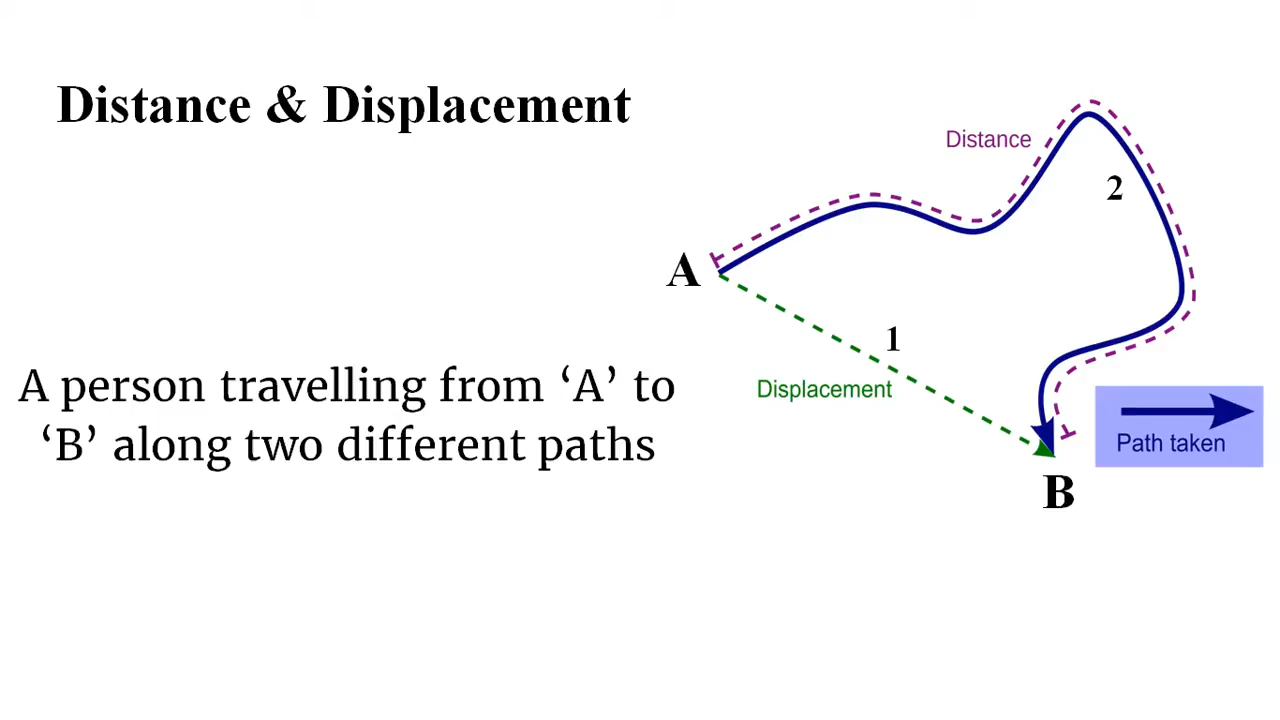 Distance & Displacement
Distance
2
A
1
Displacement
A person travelling from ‘A’ to
‘B’ along two different paths
Path taken
B